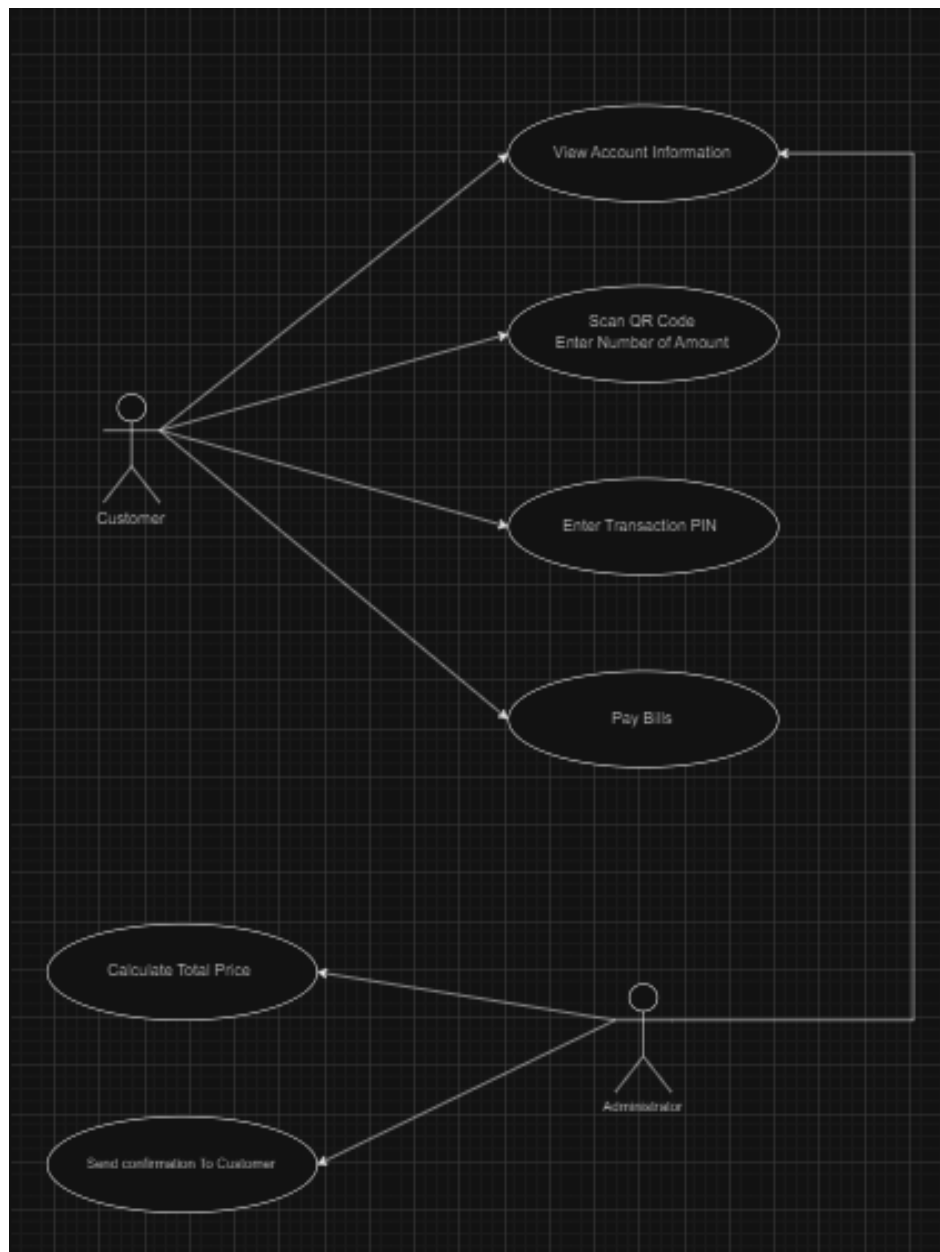 View Account Information
Scan QR Code
Enter Number of Amount
Customer
Enter Transaction PIN
Pay Bills
Calculate Total Price
Administrator
Send confirmation To Customer